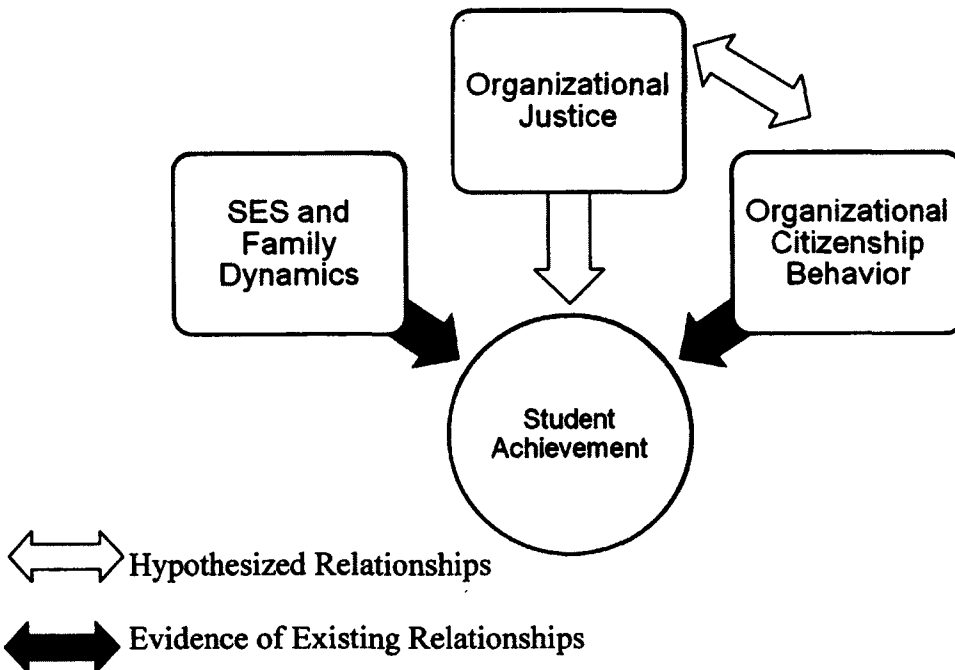 Organizational
Justice
SES and
Family
Dynamics
Organizational
Citizenship
Behavior
Student
Achievement
Hypothesized Relationships
Evidence of Existing Relationships